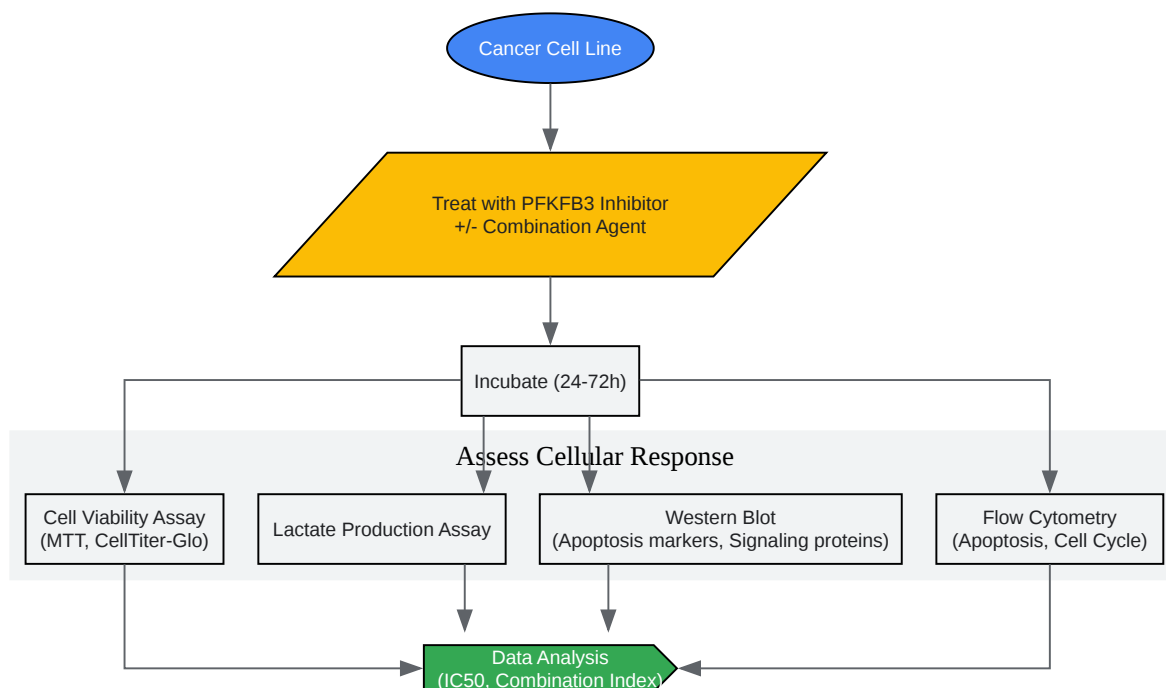 Cancer Cell Line
Treat with PFKFB3 Inhibitor
+/- Combination Agent
Incubate (24-72h)
Assess Cellular Response
Cell Viability Assay
(MTT, CellTiter-Glo)
Lactate Production Assay
Western Blot
(Apoptosis markers, Signaling proteins)
Flow Cytometry
(Apoptosis, Cell Cycle)
Data Analysis
(IC50, Combination Index)